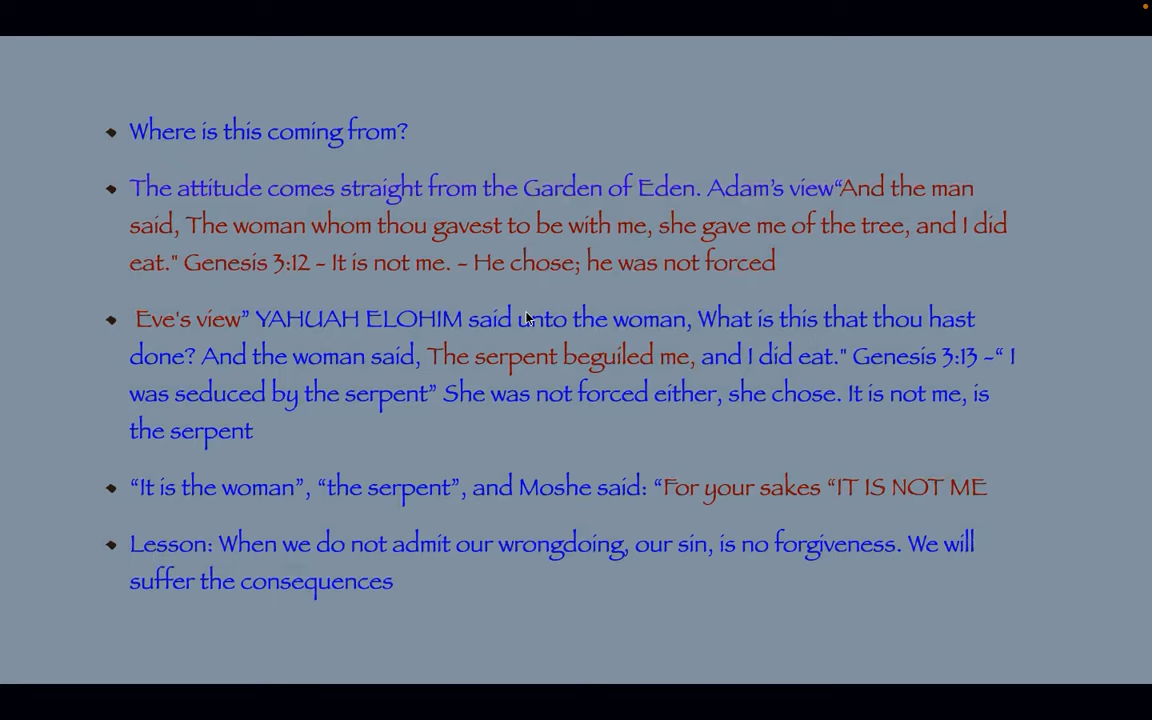 Where is this coming from?
The attitude comes straight from the Garden of Eden. Adam’s view“And the man
said, The woman whom thou gavest to be with me, she gave me of the tree, and I did
eat." Genesis 3:12 - It is not me. - He chose; he was not forced
Eve's view” YAHUAH ELOHIM said unto the woman, What is this that thou hast
done? And the woman said, The serpent beguiled me, and I did eat." Genesis 3:13 -“ I
was seduced by the serpent” She was not forced either, she chose. It is not me, is
the serpent
“It is the woman”, “the serpent”, and Moshe said: “For your sakes “IT IS NOT ME
Lesson: When we do not admit our wrongdoing, our sin, is no forgiveness. We will
suffer the consequences